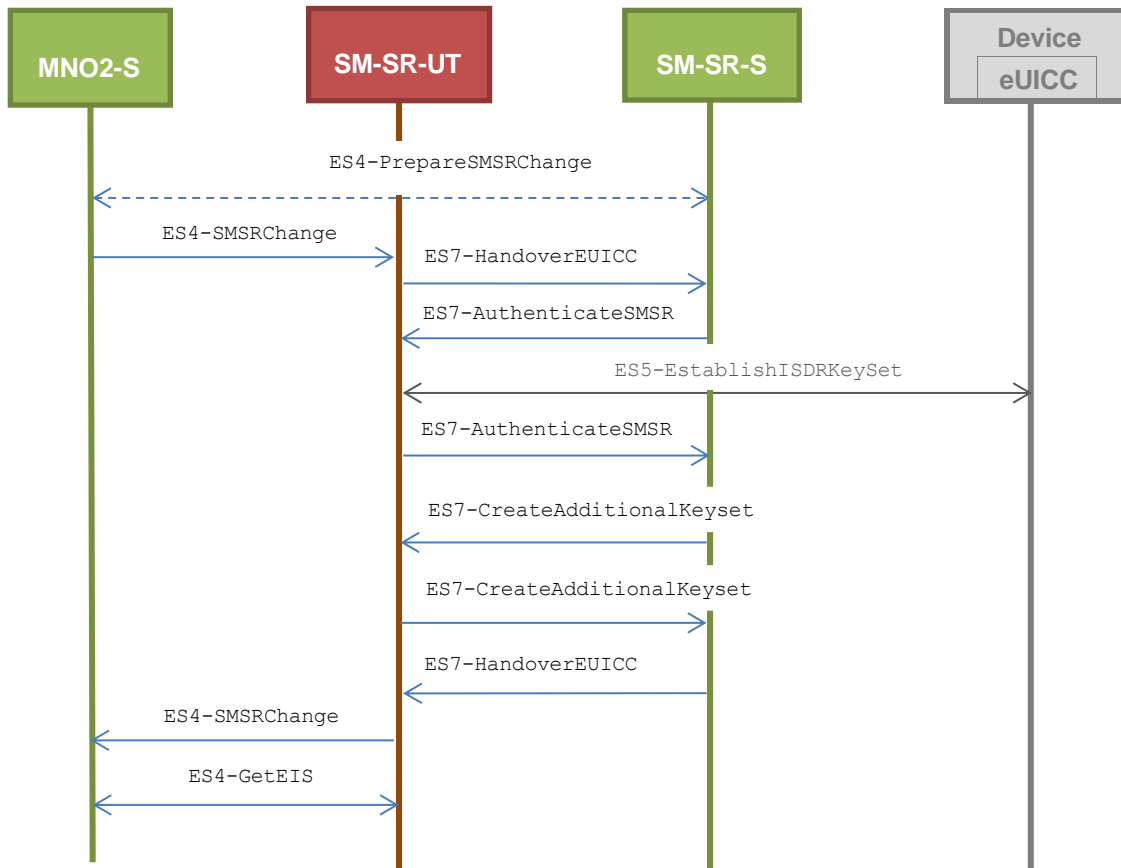 MNO2-S
SM-SR-UT
SM-SR-S
Device
eUICC
ES4-PrepareSMSRChange
ES4-SMSRChange
ES7-HandoverEUICC
ES7-AuthenticateSMSR
ES5-EstablishISDRKeySet
ES7-AuthenticateSMSR
ES7-CreateAdditionalKeyset
ES7-CreateAdditionalKeyset
ES7-HandoverEUICC
ES4-SMSRChange
ES4-GetEIS